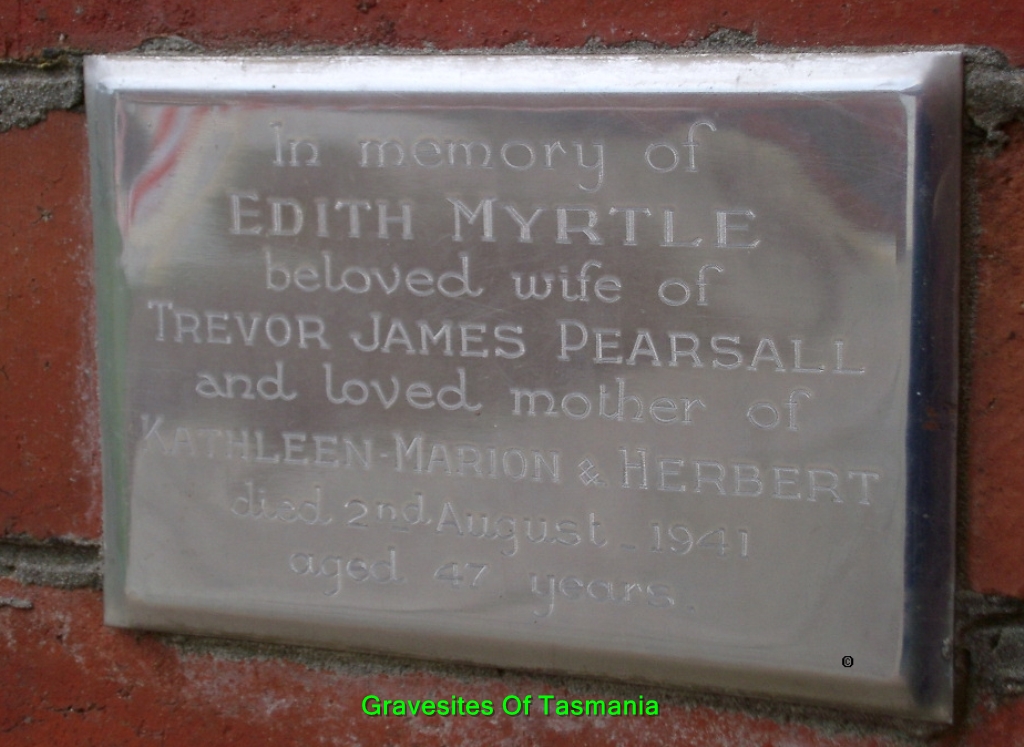 In memory of
EDITH MYRTLE
beloved wife of
TREVOR JAMES PEARSALL
and loved mother of
KATHLEEN-MARION & HERBERT
died 2nd August - 1941
aged 47 years.
©
Gravesites Of Tasmania